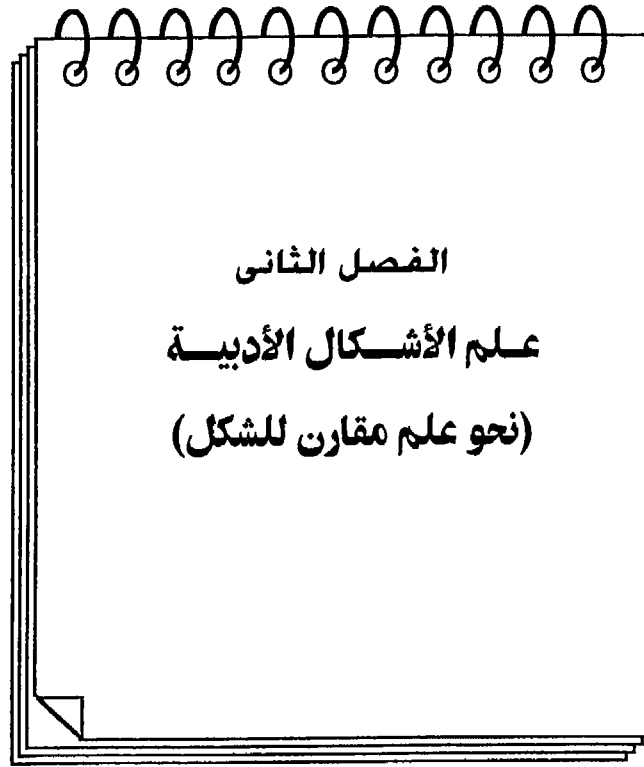 الفصل الثانى
علم الأشكال الأدبية
(نحو علم مقارن للشكل)